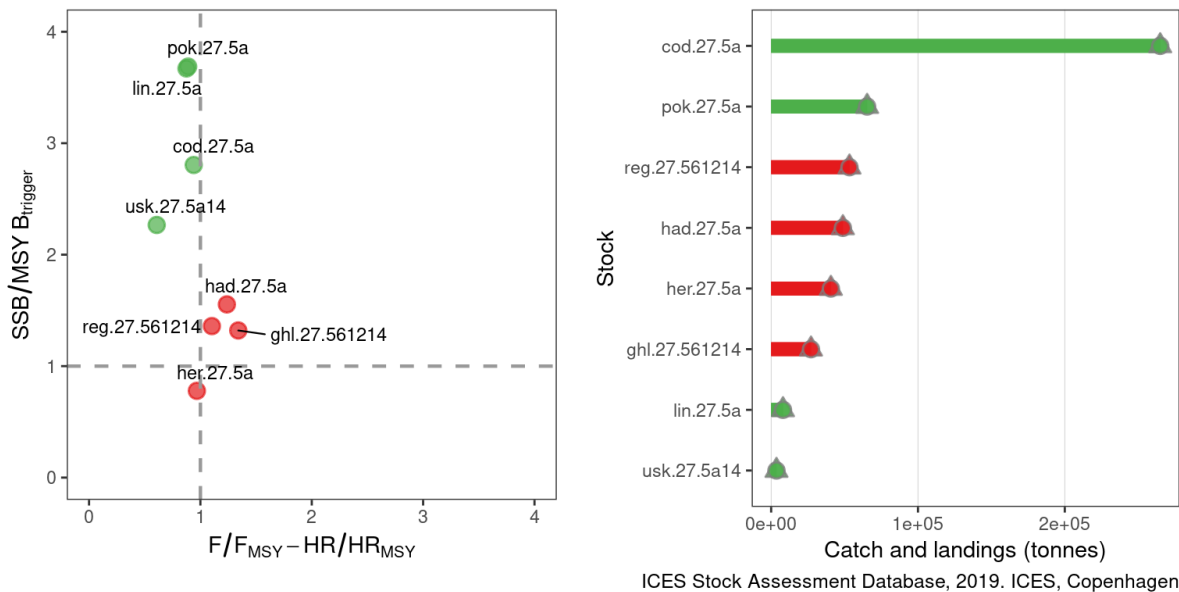 4
3
2
1
0
SSB/MSY Btrigger
pok.27.5a
lin.27.5a
cod.27.5a
usk.27.5a14
had.27.5a
reg.27.561214
ghl.27.561214
her.27.5a
0 1 2 3 4
F/FMSY – HR/HRMSY
Stock
cod.27.5a
pok.27.5a
reg.27.561214
had.27.5a
her.27.5a
ghl.27.561214
lin.27.5a
usk.27.5a14
0e+00 1e+05 2e+05
Catch and landings (tonnes)
ICES Stock Assessment Database, 2019. ICES, Copenhagen